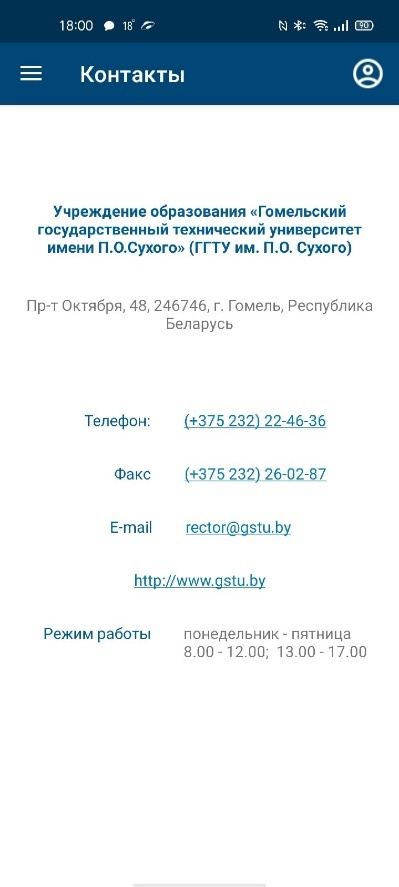 18:00 18°
90
Контакты
Учреждение образования «Гомельский
государственный технический университет
имени П.О.Сухого» (ГГТУ им. П.О. Сухого)
Пр-т Октября, 48, 246746, г. Гомель, Республика
Беларусь
Телефон: (+375 232) 22-46-36
Факс (+375 232) 26-02-87
E-mail rector@gstu.by
http://www.gstu.by
Режим работы понедельник - пятница
8.00 - 12.00; 13.00 - 17.00